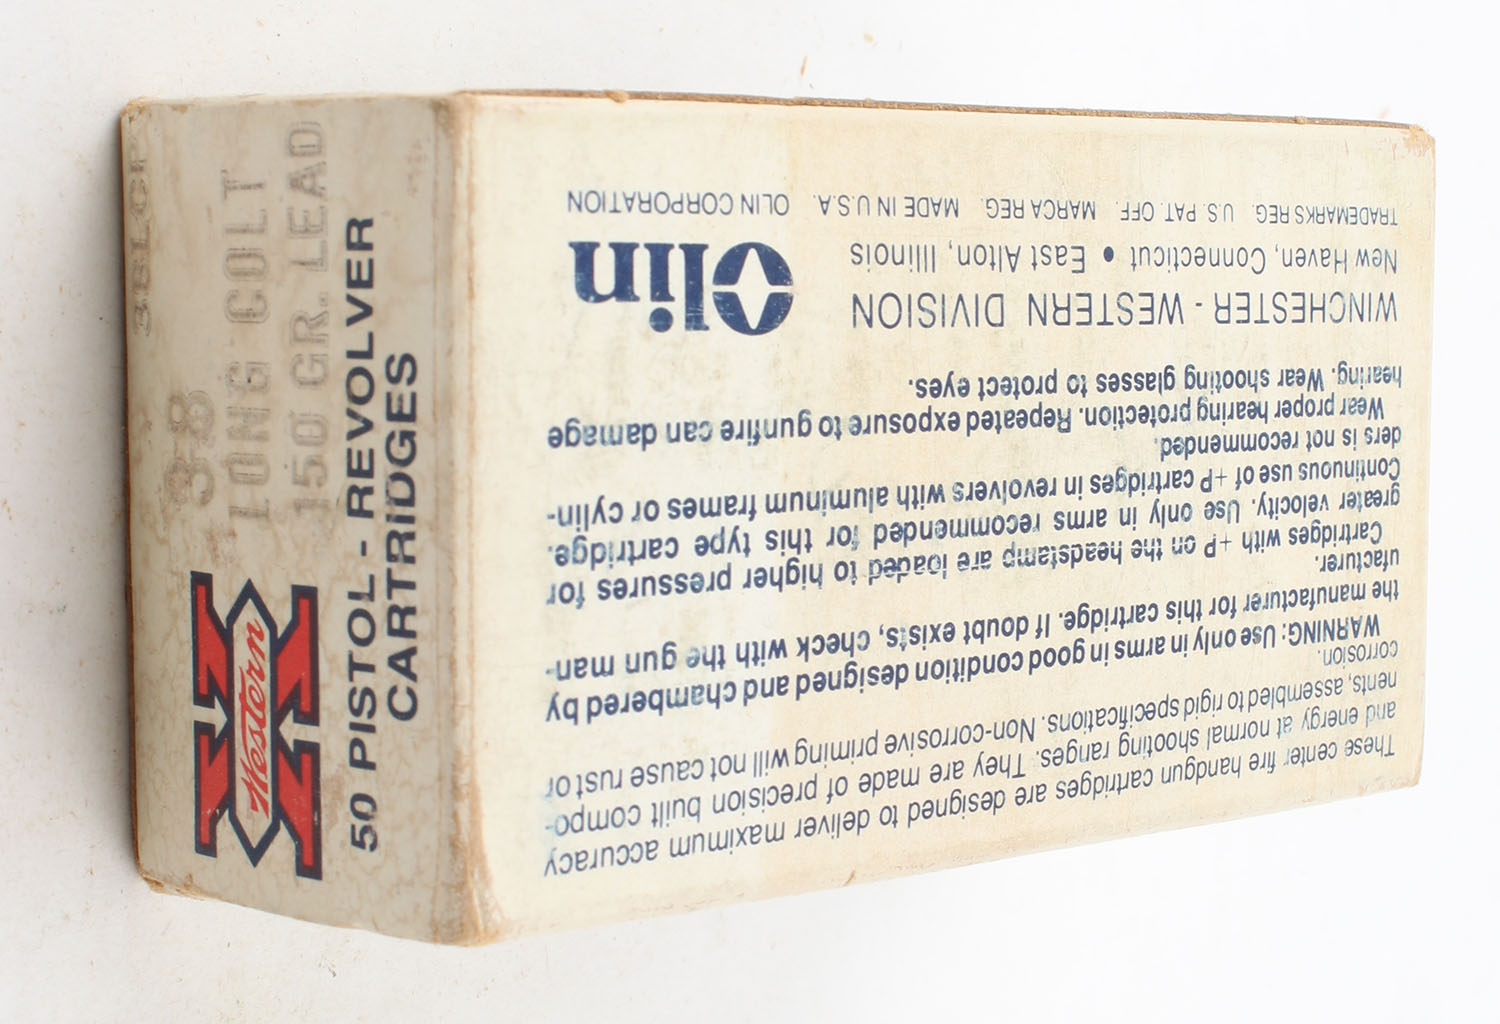 38LCP
38
LONG COLT
150 GR. LEAD
Western
X
50 PISTOL - REVOLVER
CARTRIDGES
These center fire handgun cartridges are designed to deliver maximum accuracy
and energy at normal shooting ranges. They are made of precision built compo-
nents, assembled to rigid specifications. Non-corrosive priming will not cause rust or
corrosion.
WARNING: Use only in arms in good condition designed and chambered by
the manufacturer for this cartridge. If doubt exists, check with the gun man-
ufacturer.
Cartridges with +P on the headstamp are loaded to higher pressures for
greater velocity. Use only in arms recommended for this type cartridge.
Continuous use of +P cartridges in revolvers with aluminum frames or cylin-
ders is not recommended.
Wear proper hearing protection. Repeated exposure to gunfire can damage
hearing. Wear shooting glasses to protect eyes.
WINCHESTER - WESTERN DIVISION
New Haven, Connecticut • East Alton, Illinois
Olin
TRADEMARKS REG. U.S. PAT. OFF. MARCA REG. MADE IN U.S.A. OLIN CORPORATION